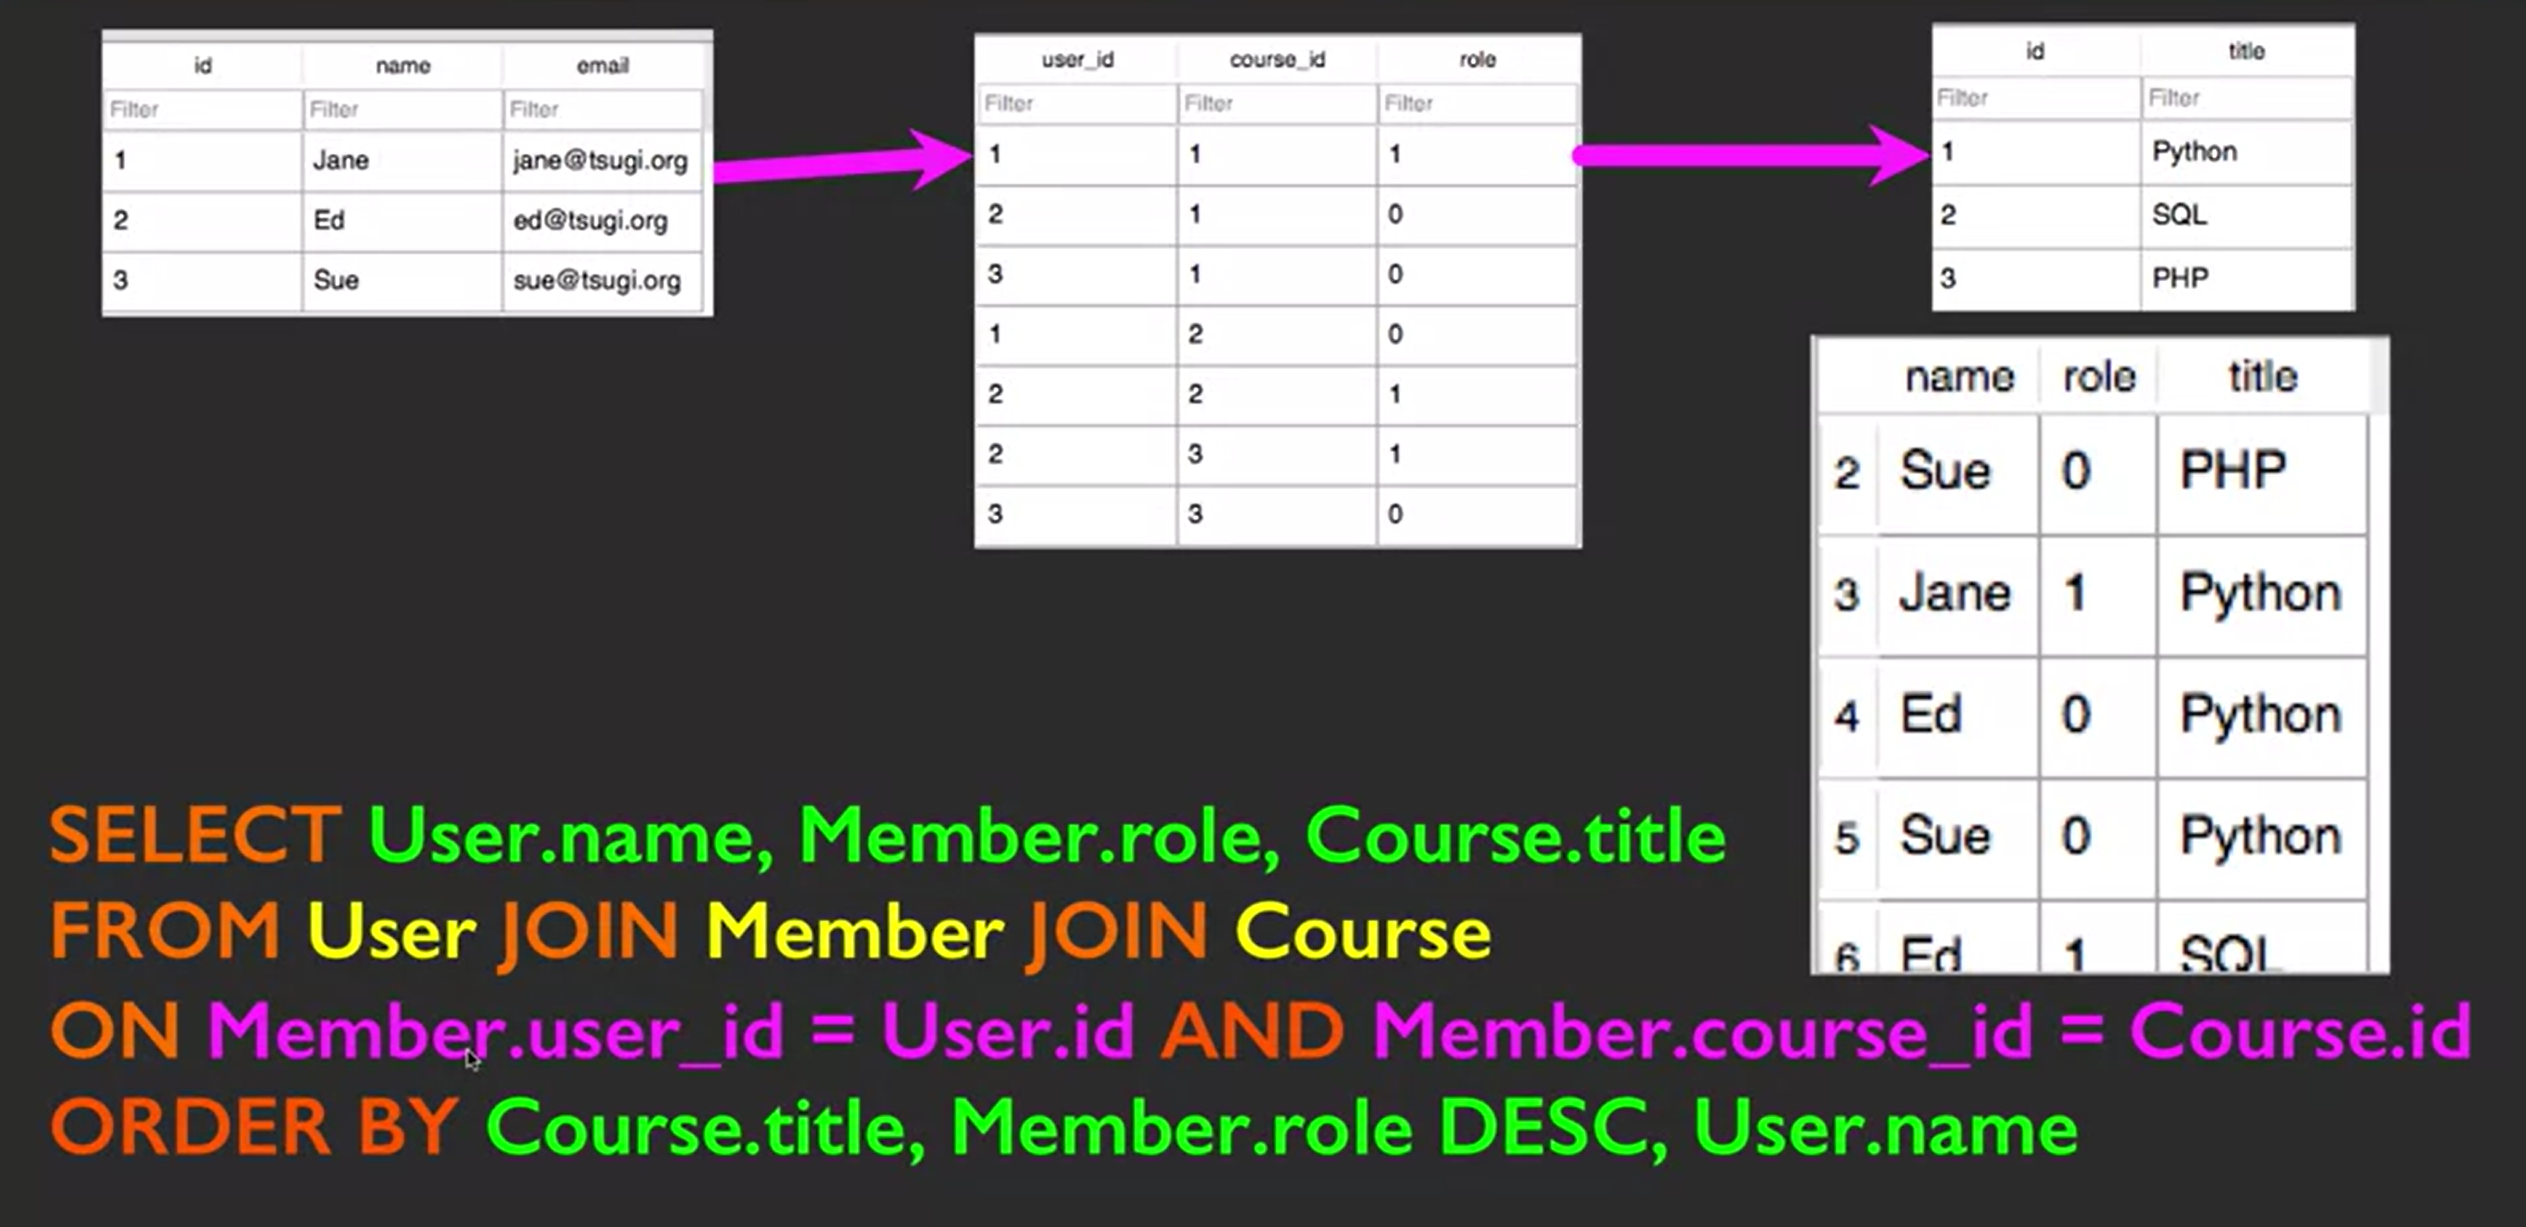 id name email
Filter Filter Filter
1 Jane jane@tsugi.org
2 Ed ed@tsugi.org
3 Sue sue@tsugi.org
user_id course_id role
Filter Filter Filter
1 1 1
2 1 0
3 1 0
1 2 0
2 2 1
2 3 1
3 3 0
id title
Filter Filter
1 Python
2 SQL
3 PHP
name role title
2 Sue 0 PHP
3 Jane 1 Python
4 Ed 0 Python
5 Sue 0 Python
6 Ed 1 SQL
SELECT User.name, Member.role, Course.title
FROM User JOIN Member JOIN Course
ON Member.user_id = User.id AND Member.course_id = Course.id
ORDER BY Course.title, Member.role DESC, User.name